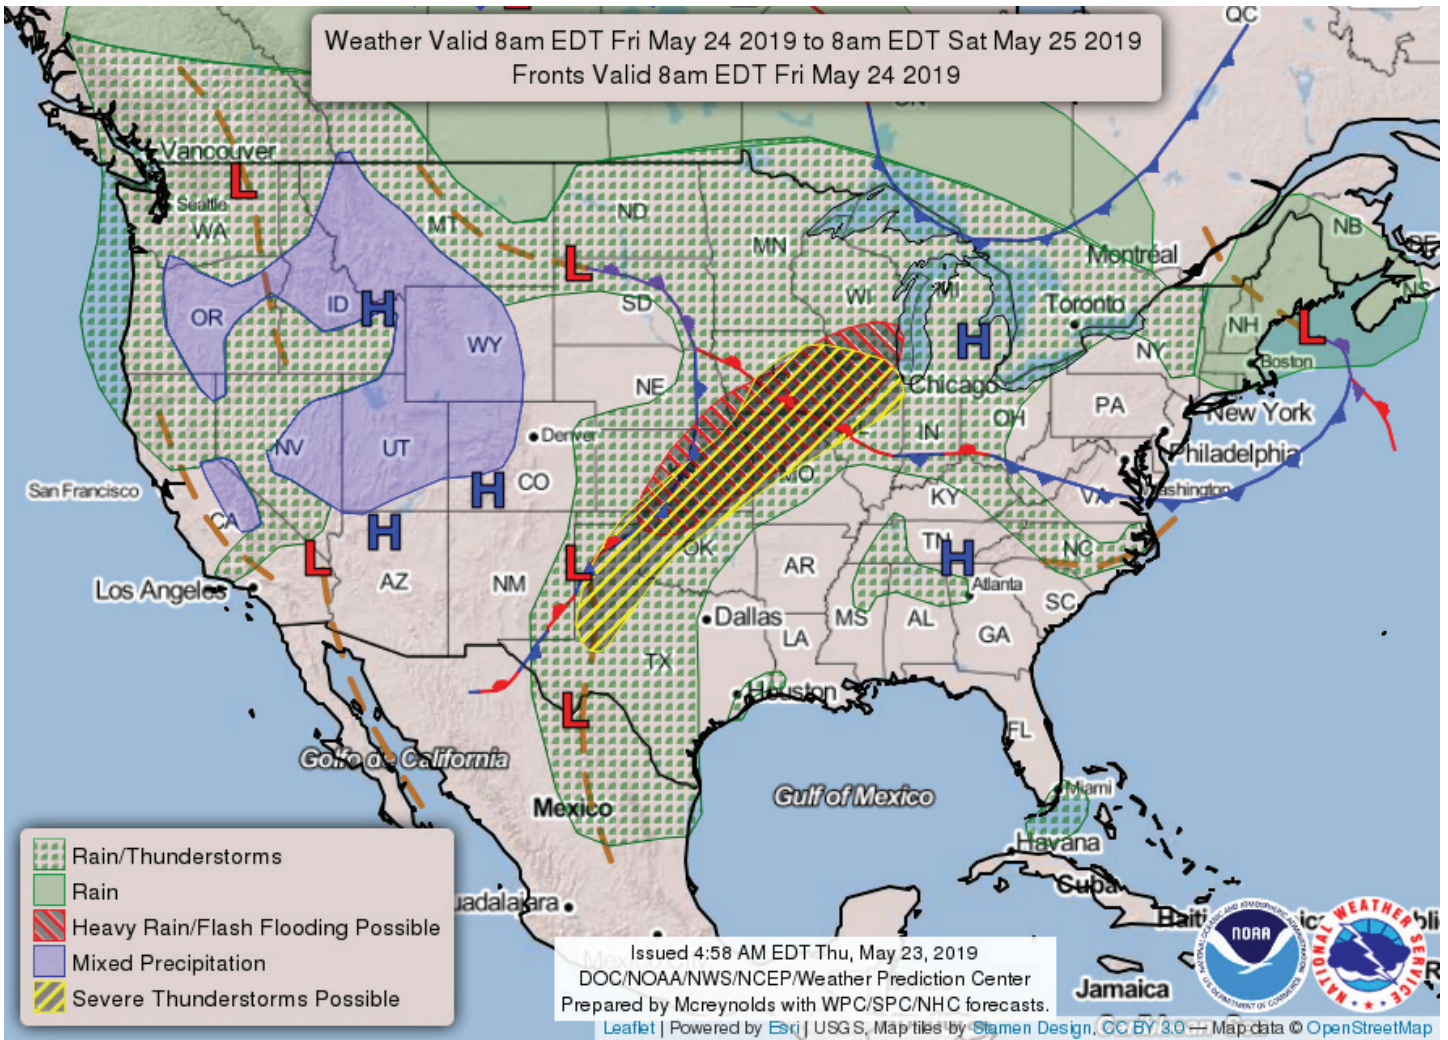 QC
Weather Valid 8am EDT Fri May 24 2019 to 8am EDT Sat May 25 2019
Fronts Valid 8am EDT Fri May 24 2019
Vancouver
L
Seattle
WA
MT
ND
MN
Montréal
NB
L
SD
WI
MI
Toronto
NS
OR
ID
H
WY
H
NH
L
Boston
NY
NE
Chicago
PA
New York
OH
Denver
IN
Philadelphia
NV
UT
CO
MO
San Francisco
H
KY
VA
Washington
CA
H
TN
NC
L
OK
H
Los Angeles
AZ
NM
L
AR
Atlanta
SC
Dallas
MS
AL
GA
LA
TX
Houston
L
FL
Golfo de California
Gulf of Mexico
Miami
Mexico
Havana
Cuba
Rain/Thunderstorms
Rain
Heavy Rain/Flash Flooding Possible
Mixed Precipitation
Severe Thunderstorms Possible
uadalajara
Haiti
Jamaica
NOAA
NATIONAL WEATHER SERVICE
Issued 4:58 AM EDT Thu, May 23, 2019
DOC/NOAA/NWS/NCEP/Weather Prediction Center
Prepared by Mcreynolds with WPC/SPC/NHC forecasts.
Leaflet | Powered by Esri | USGS, Map tiles by Stamen Design, CC BY 3.0 — Map data © OpenStreetMap